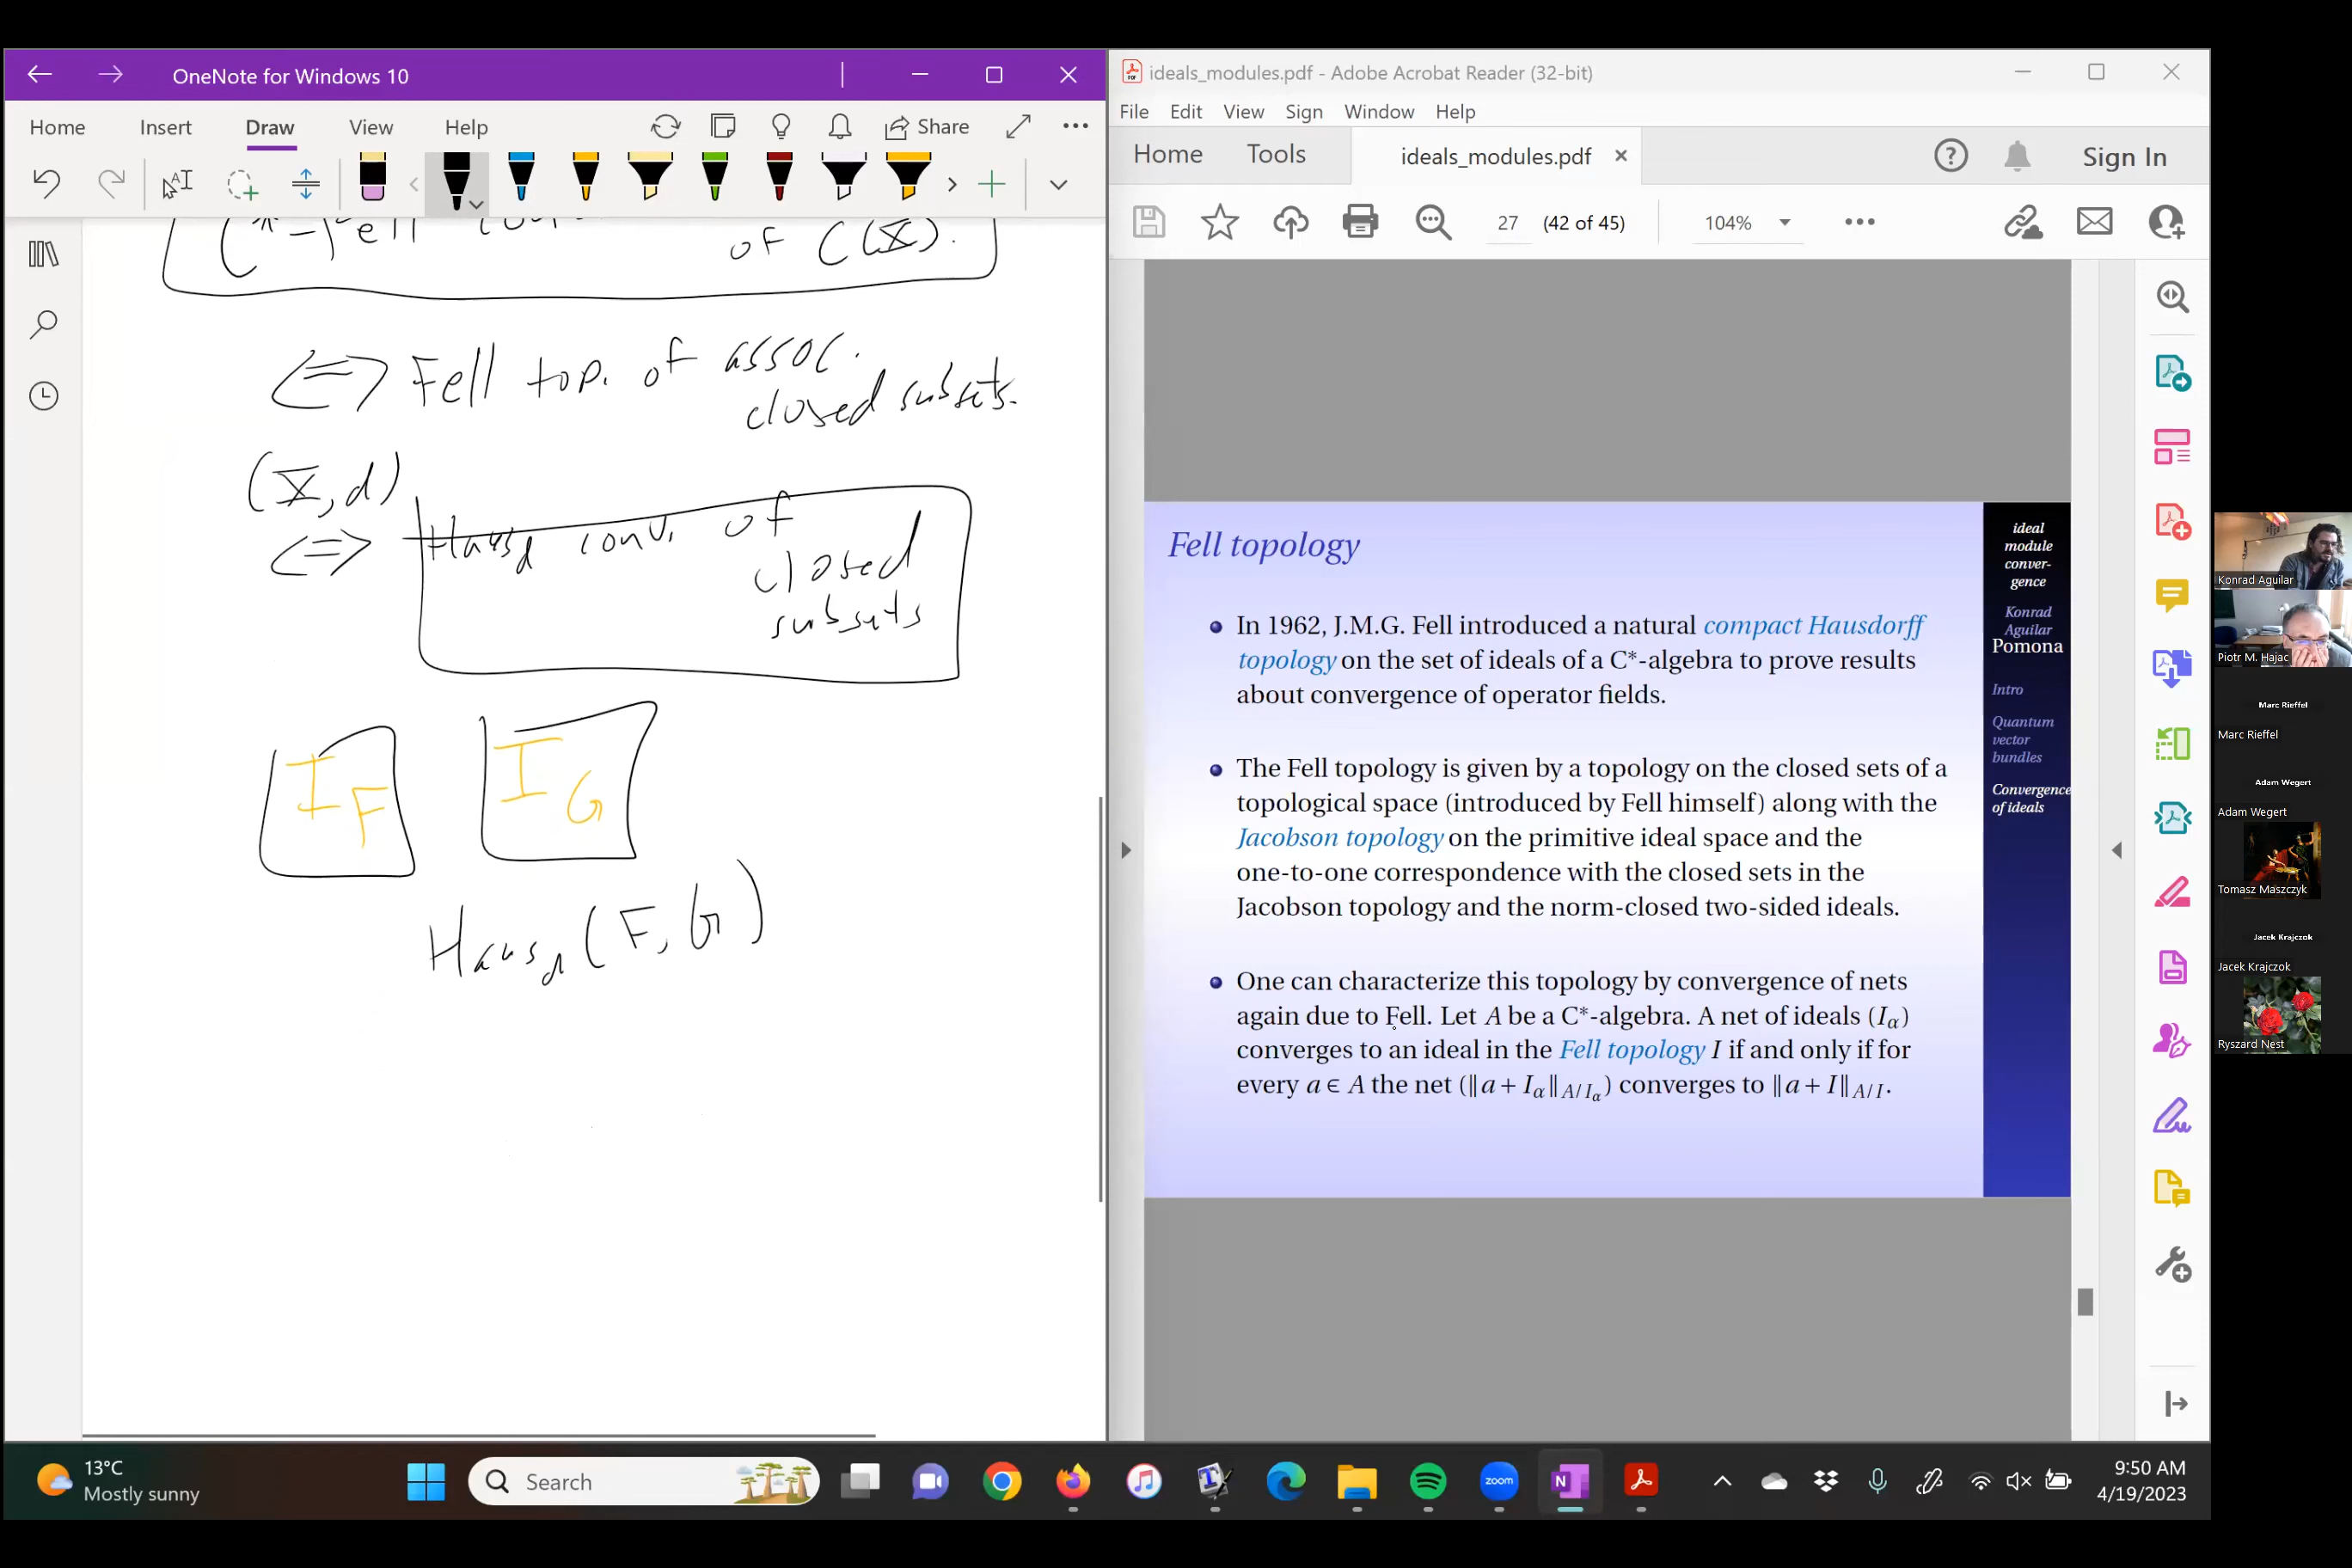 OneNote for Windows 10
Home Insert Draw View Help Share
of C(X).
<=> Fell top. of assoc.
closed subsets.
(X, d)
<=> Haus_d conv. of
closed
subsets
I_F I_G
Haus_d (F, G)
ideals_modules.pdf - Adobe Acrobat Reader (32-bit)
File Edit View Sign Window Help
Home Tools ideals_modules.pdf × Sign In
27 (42 of 45) 104%
Fell topology
In 1962, J.M.G. Fell introduced a natural compact Hausdorff
topology on the set of ideals of a C*-algebra to prove results
about convergence of operator fields.
The Fell topology is given by a topology on the closed sets of a
topological space (introduced by Fell himself) along with the
Jacobson topology on the primitive ideal space and the
one-to-one correspondence with the closed sets in the
Jacobson topology and the norm-closed two-sided ideals.
One can characterize this topology by convergence of nets
again due to Fell. Let A be a C*-algebra. A net of ideals (I_α)
converges to an ideal in the Fell topology I if and only if for
every a ∈ A the net (‖a + I_α‖_{A/I_α}) converges to ‖a + I‖_{A/I}.
ideal
module
conver-
gence
Konrad
Aguilar
Pomona
Intro
Quantum
vector
bundles
Convergence
of ideals
Konrad Aguilar
Piotr M. Hajac
Marc Rieffel
Marc Rieffel
Adam Wegert
Adam Wegert
Tomasz Maszczyk
Jacek Krajczok
Jacek Krajczok
Ryszard Nest
13°C
Mostly sunny
Search
zoom
9:50 AM
4/19/2023